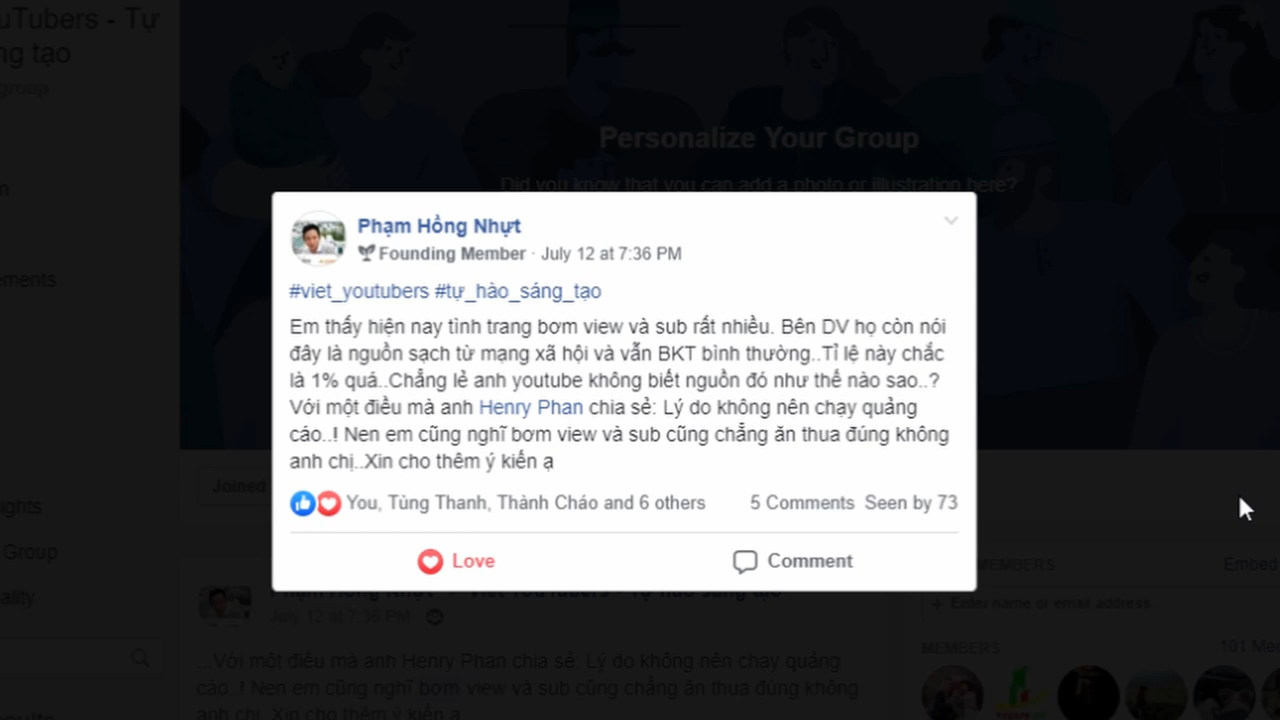 uTubers - Tự
ng tạo
group
Personalize Your Group
Did you know that you can add a photo or illustration here?
Phạm Hồng Nhựt
Founding Member · July 12 at 7:36 PM
#viet_youtubers #tự_hào_sáng_tạo
Em thấy hiện nay tình trang bơm view và sub rất nhiều. Bên DV họ còn nói
đây là nguồn sạch từ mạng xã hội và vẫn BKT bình thường..Tỉ lệ này chắc
là 1% quá..Chẳng lẻ anh youtube không biết nguồn đó như thế nào sao..?
Với một điều mà anh Henry Phan chia sẻ: Lý do không nên chạy quảng
cáo..! Nen em cũng nghĩ bơm view và sub cũng chẳng ăn thua đúng không
anh chị..Xin cho thêm ý kiến ạ
You, Tùng Thanh, Thành Cháo and 6 others 5 Comments Seen by 73
Love Comment
ements
Joined
ights
Group
ality
MEMBERS Embed
+ Enter name or email address
MEMBERS 101 Mem
Phạm Hồng Nhựt Viet YouTubers - Tự hào sáng tạo
July 12 at 7:36 PM
...Với một điều mà anh Henry Phan chia sẻ: Lý do không nên chạy quảng
cáo..! Nen em cũng nghĩ bơm view và sub cũng chẳng ăn thua đúng không
anh chị..Xin cho thêm ý kiến ạ